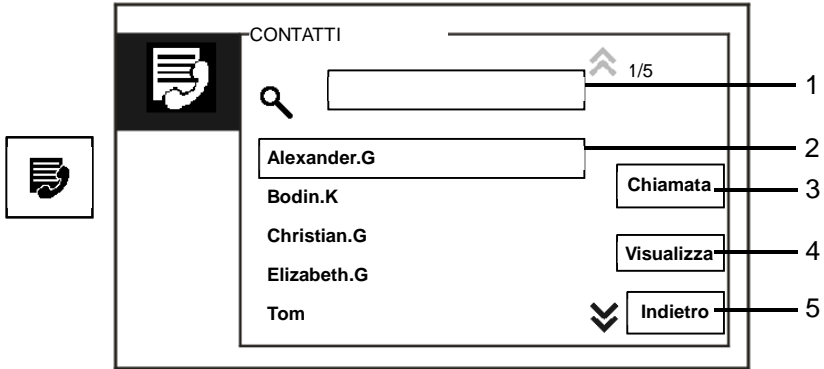 CONTATTI
1/5
1
Alexander.G
2
Bodin.K
Chiamata
3
Christian.G
Visualizza
4
Elizabeth.G
Tom
Indietro
5